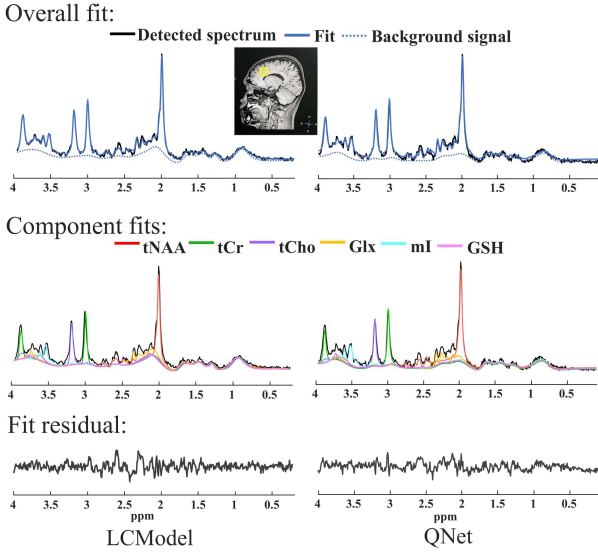 Overall fit:
Detected spectrum Fit Background signal
4 3.5 3 2.5 2 1.5 1 0.5
4 3.5 3 2.5 2 1.5 1 0.5
Component fits:
tNAA tCr tCho Glx mI GSH
4 3.5 3 2.5 2 1.5 1 0.5
4 3.5 3 2.5 2 1.5 1 0.5
Fit residual:
4 3.5 3 2.5 2 1.5 1 0.5
4 3.5 3 2.5 2 1.5 1 0.5
ppm ppm
LCModel QNet